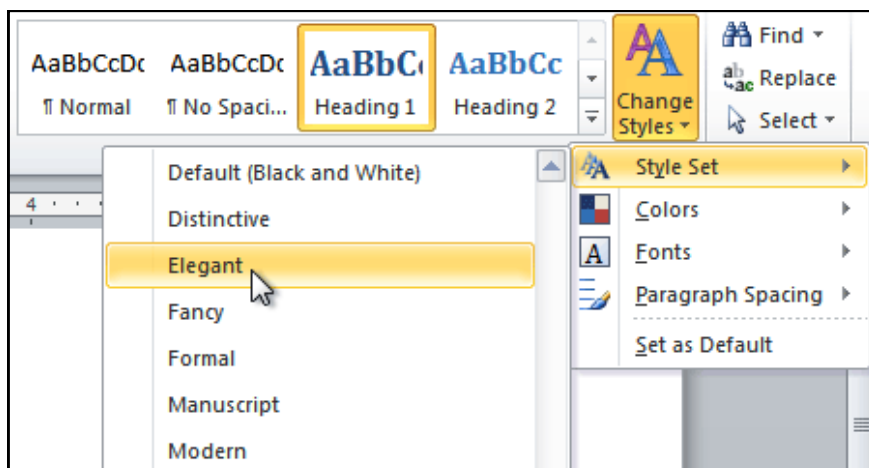 AaBbCcDc AaBbCcDc AaBbC AaBbCc
¶ Normal ¶ No Spaci... Heading 1 Heading 2
Change
Styles
Find
Replace
Select
Style Set
Colors
Fonts
Paragraph Spacing
Set as Default
4
Default (Black and White)
Distinctive
Elegant
Fancy
Formal
Manuscript
Modern